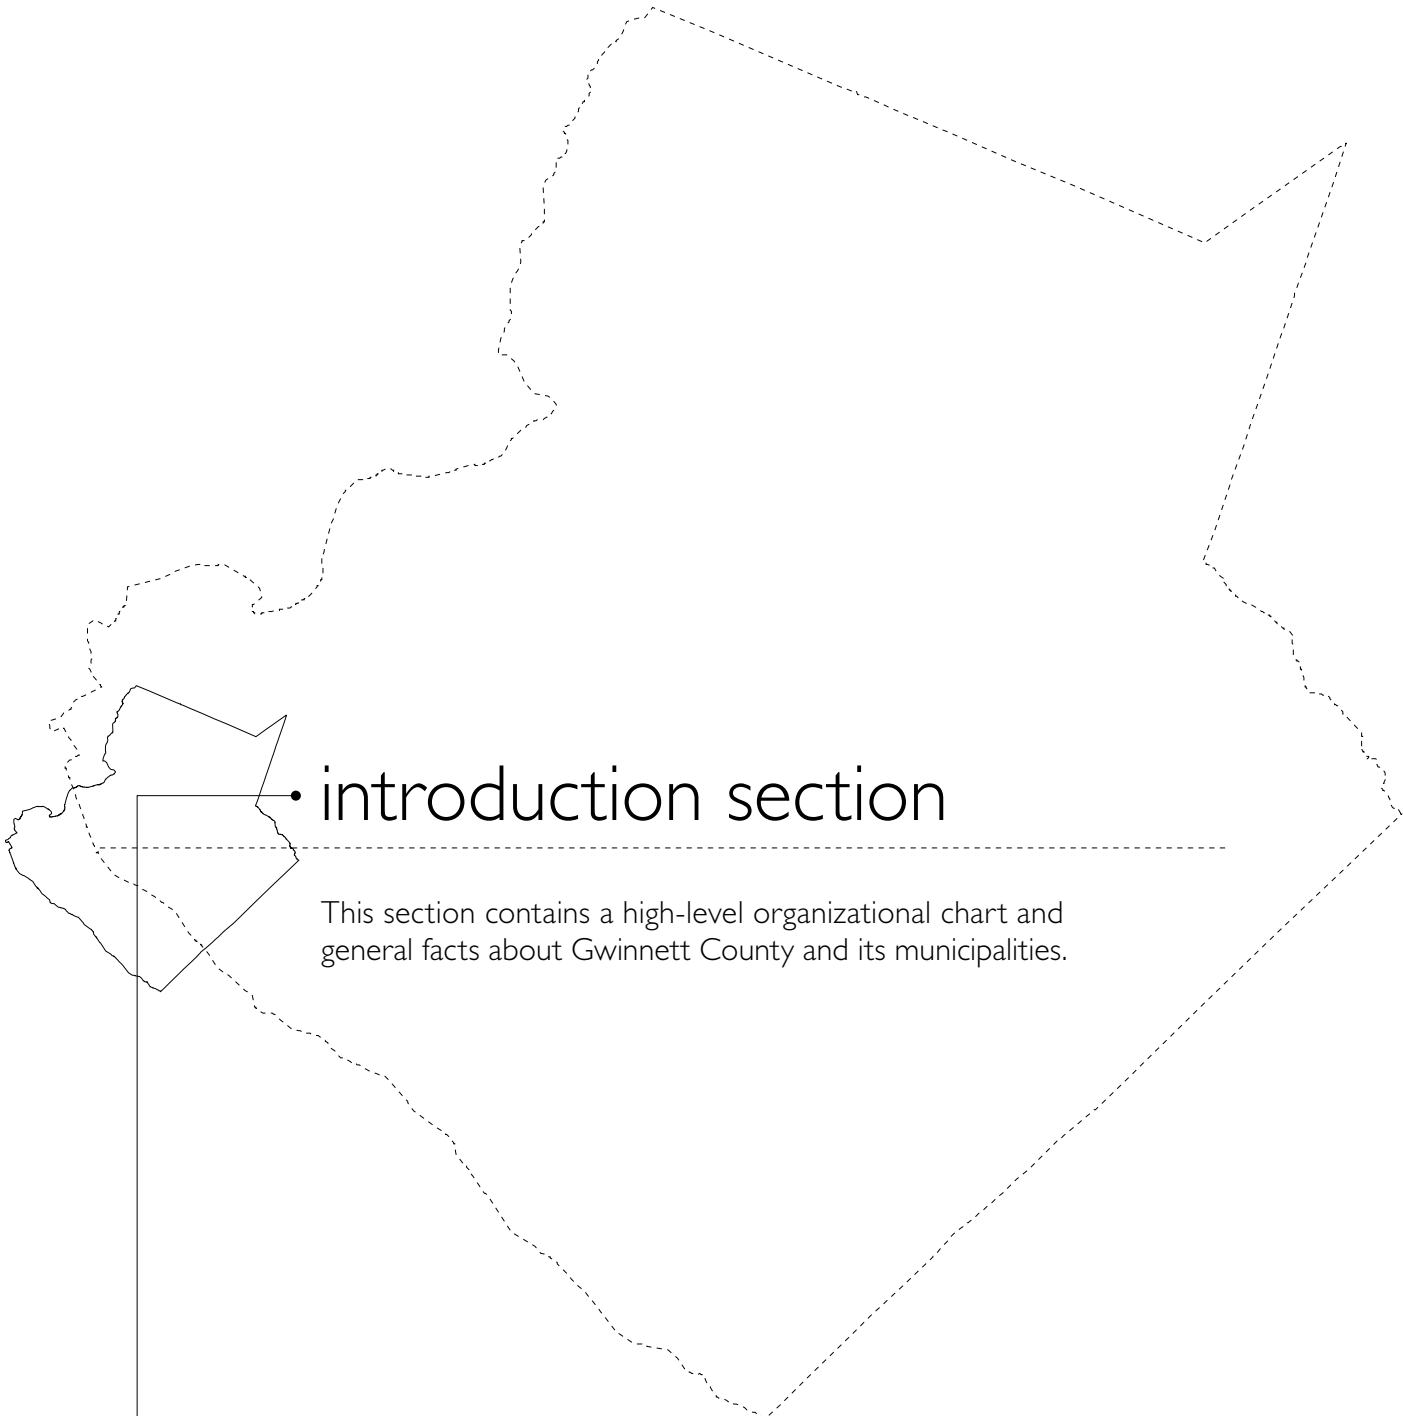 introduction section
This section contains a high-level organizational chart and
general facts about Gwinnett County and its municipalities.